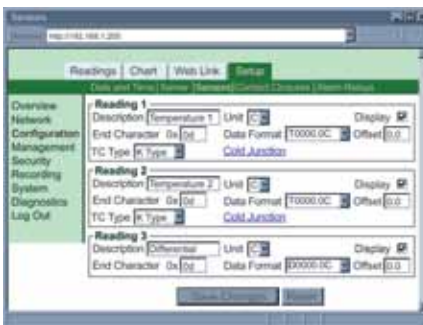 Sensors
http://192.168.1.200
Readings | Chart | Web Link | Setup
Date and Time | Server | Sensors | Contact Closures | Alarm Relays
Overview
Network
Configuration
Management
Security
Recording
System
Diagnostics
Log Out
Reading 1
Description Temperature 1 Unit C Display
End Character 0x 0d Data Format T0000.0C Offset 0.0
TC Type K Type Cold Junction
Reading 2
Description Temperature 2 Unit C Display
End Character 0x 0d Data Format T0000.0C Offset 0.0
TC Type K Type Cold Junction
Reading 3
Description Differential Unit C Display
End Character 0x 0d Data Format D0000.0C Offset 0.0
Save Changes Reset